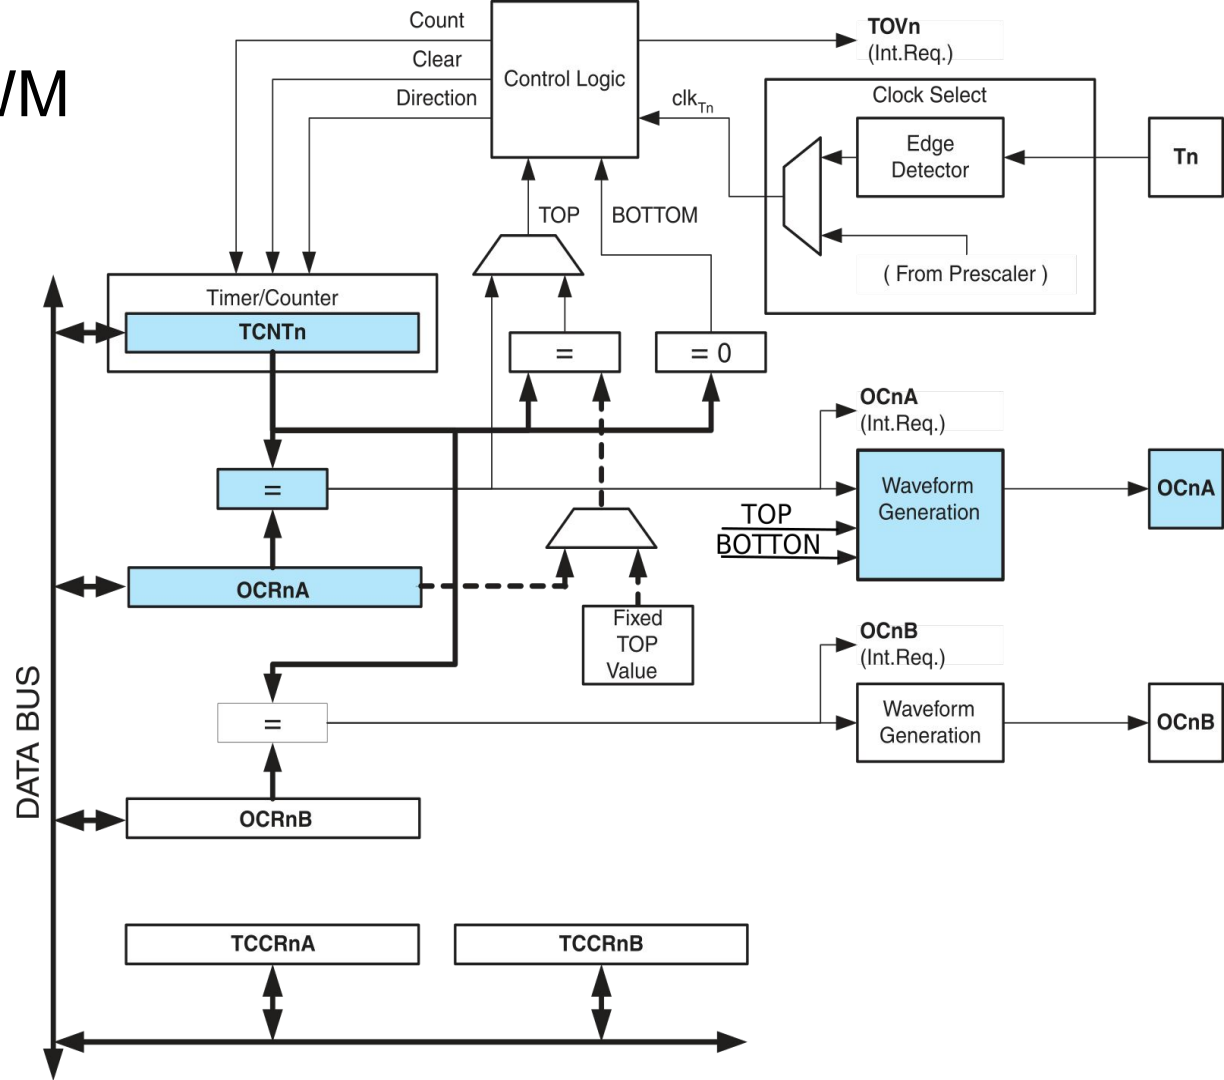 /M
Count
Clear
Direction
Control Logic
TOVn
(Int.Req.)
clkTn
Clock Select
Edge
Detector
Tn
TOP
BOTTOM
( From Prescaler )
Timer/Counter
TCNTn
=
= 0
OCnA
(Int.Req.)
=
Waveform
Generation
OCnA
TOP
BOTTON
OCRnA
Fixed
TOP
Value
OCnB
(Int.Req.)
=
Waveform
Generation
OCnB
DATA BUS
OCRnB
TCCRnA
TCCRnB